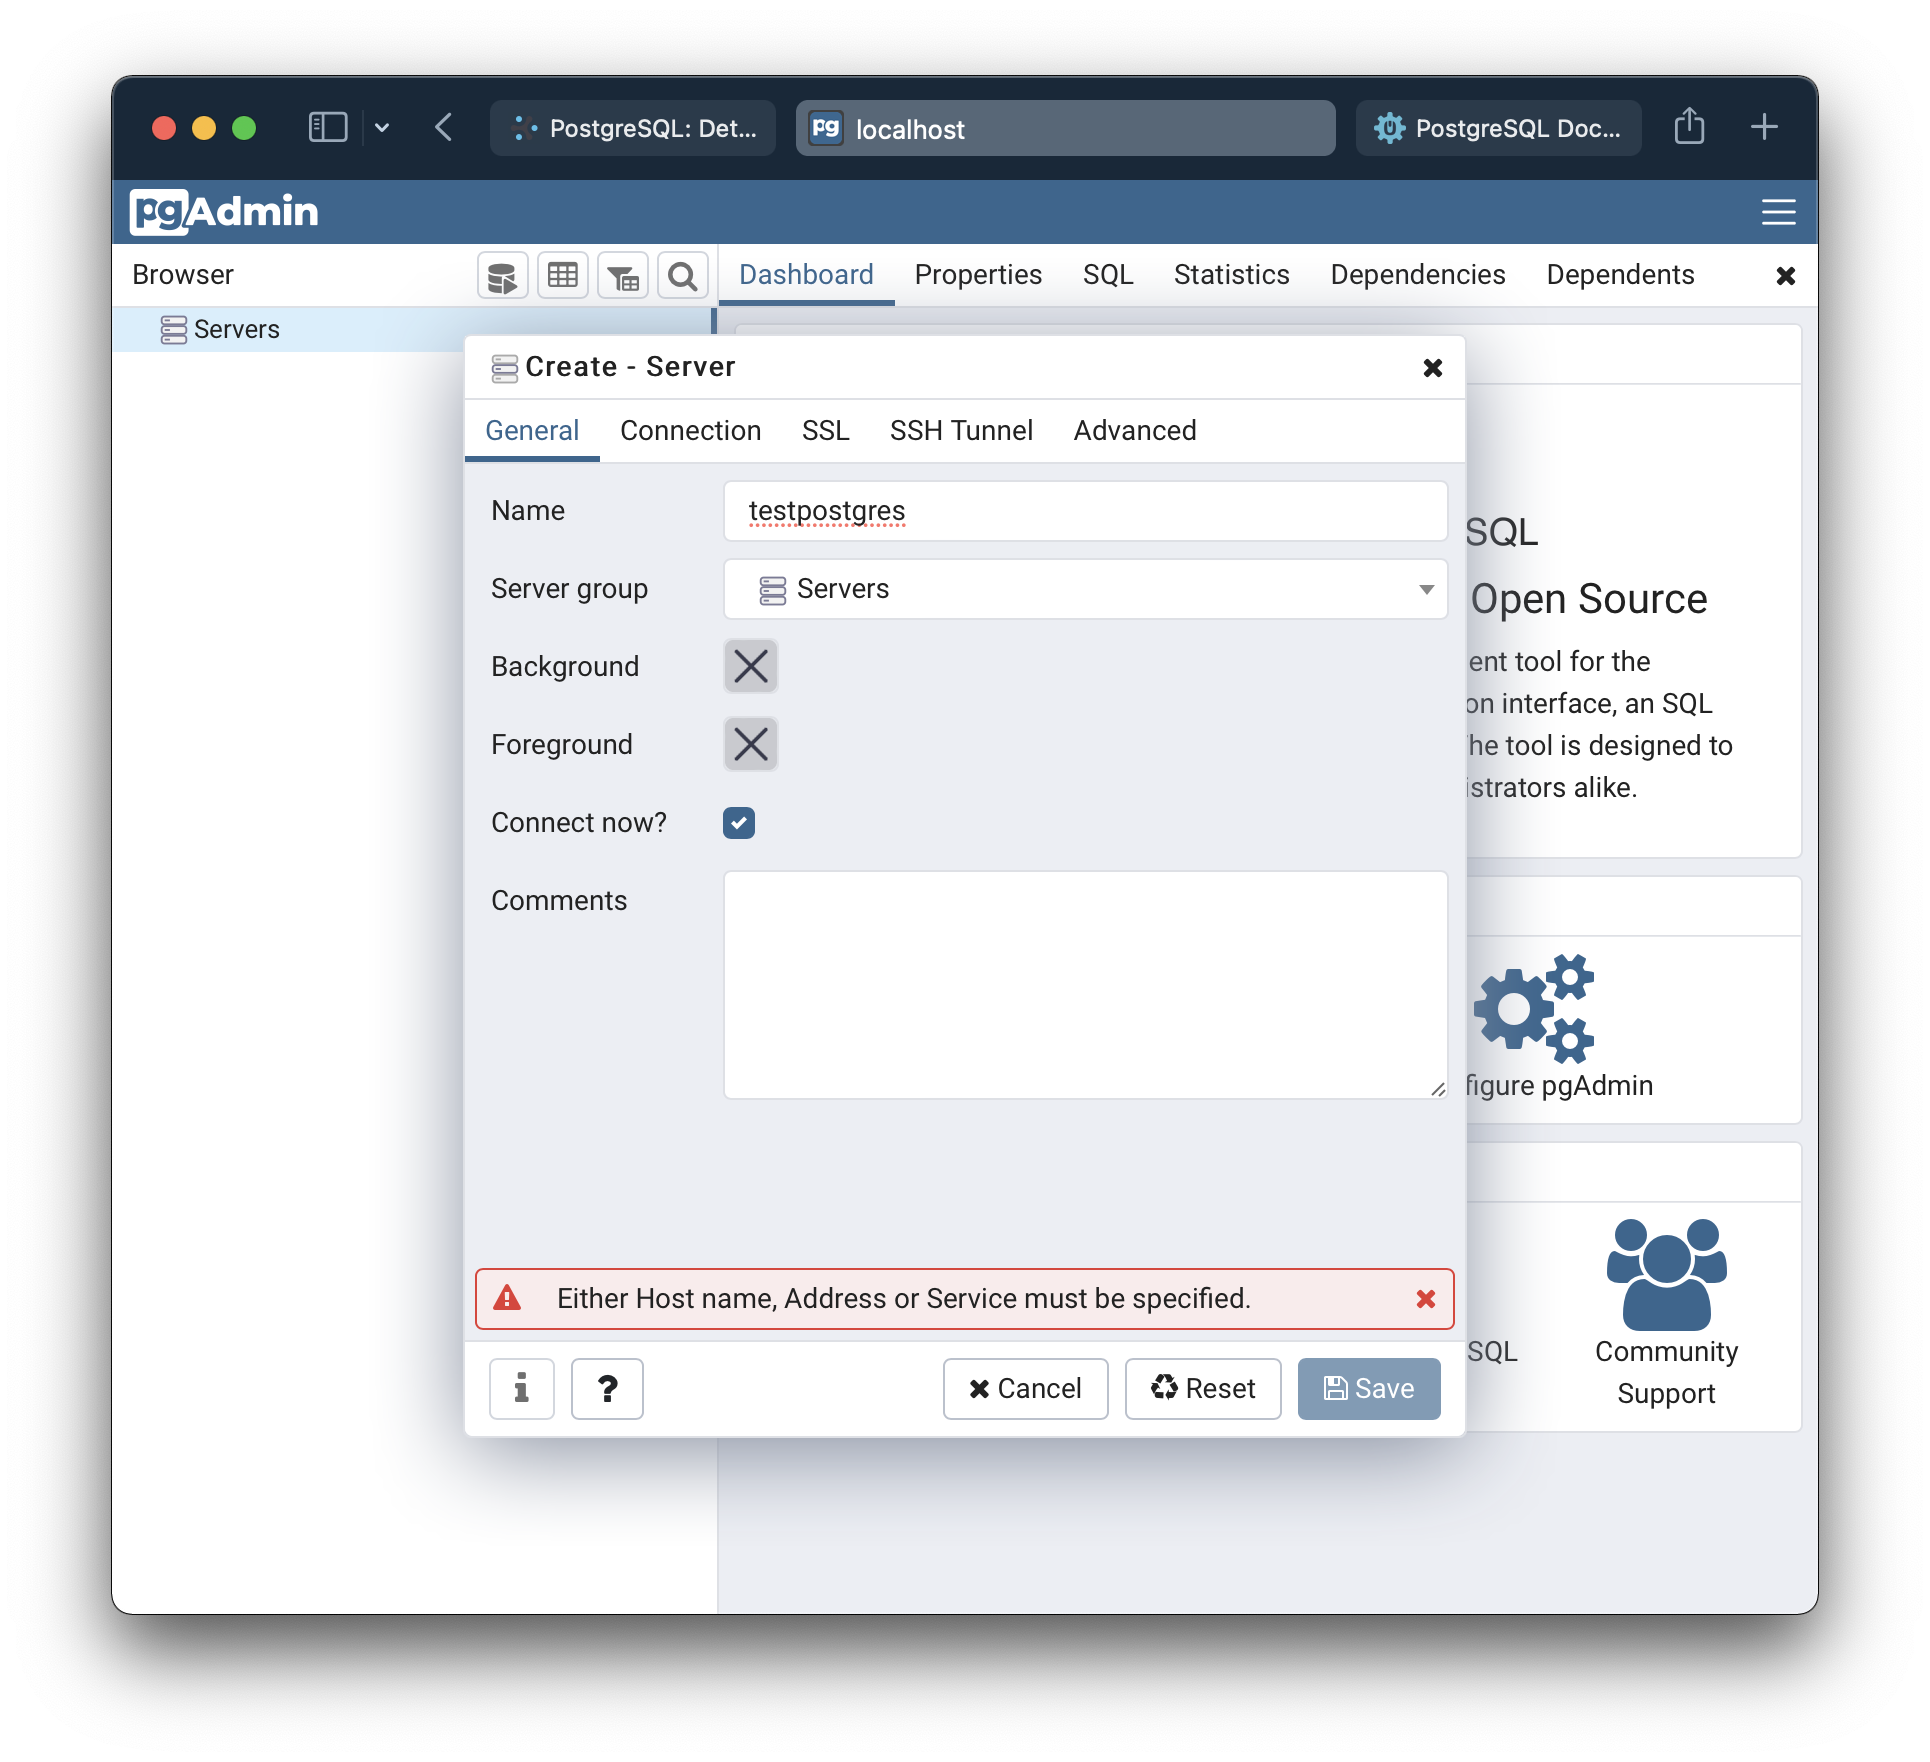 PostgreSQL: Det...
pg localhost
PostgreSQL Doc...
pgAdmin
Browser
Dashboard Properties SQL Statistics Dependencies Dependents
Servers
Create - Server
General Connection SSL SSH Tunnel Advanced
Name testpostgres
Server group Servers
Background
Foreground
Connect now?
Comments
Either Host name, Address or Service must be specified.
i ? Cancel Reset Save
SQL
Open Source
ent tool for the
on interface, an SQL
he tool is designed to
istrators alike.
figure pgAdmin
SQL
Community
Support